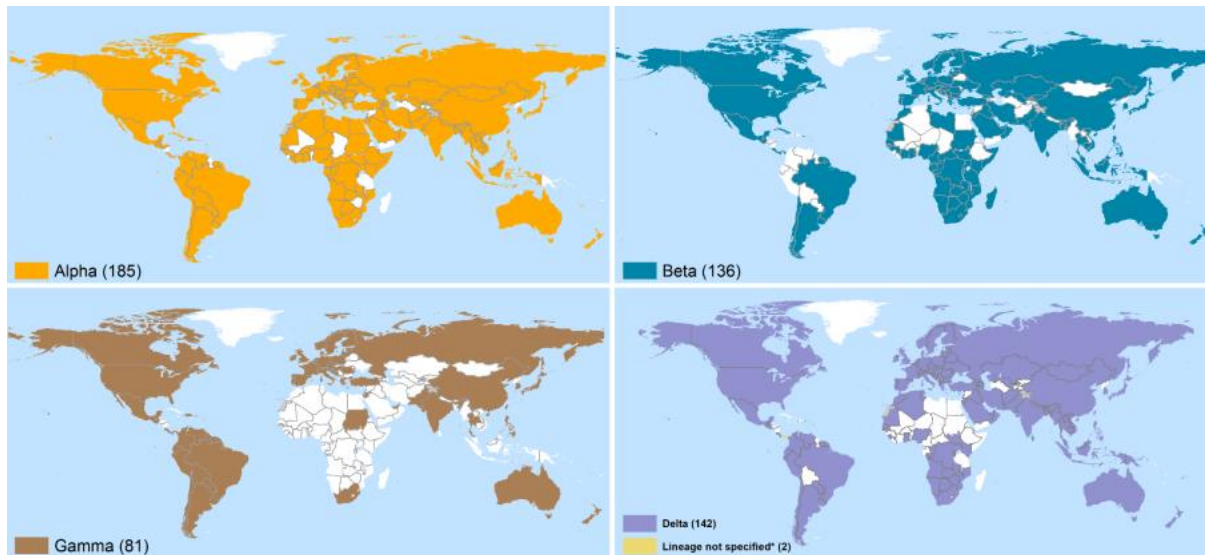 Alpha (185)
Beta (136)
Gamma (81)
Delta (142)
Lineage not specified* (2)